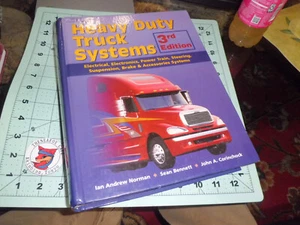 Heavy Duty
Truck
Systems
3rd
Edition
Electrical, Electronics, Power Train, Steering,
Suspension, Brake & Accessories Systems
Ian Andrew Norman • Sean Bennett • John A. Corinchock